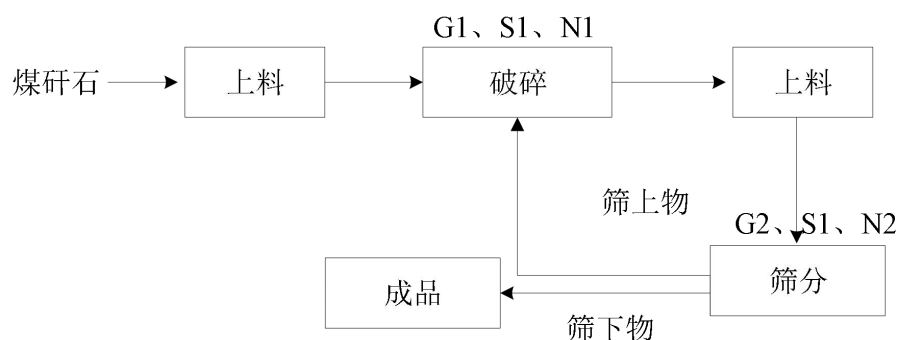 G1、S1、N1
煤矸石
上料
破碎
上料
筛上物
G2、S1、N2
筛分
成品
筛下物